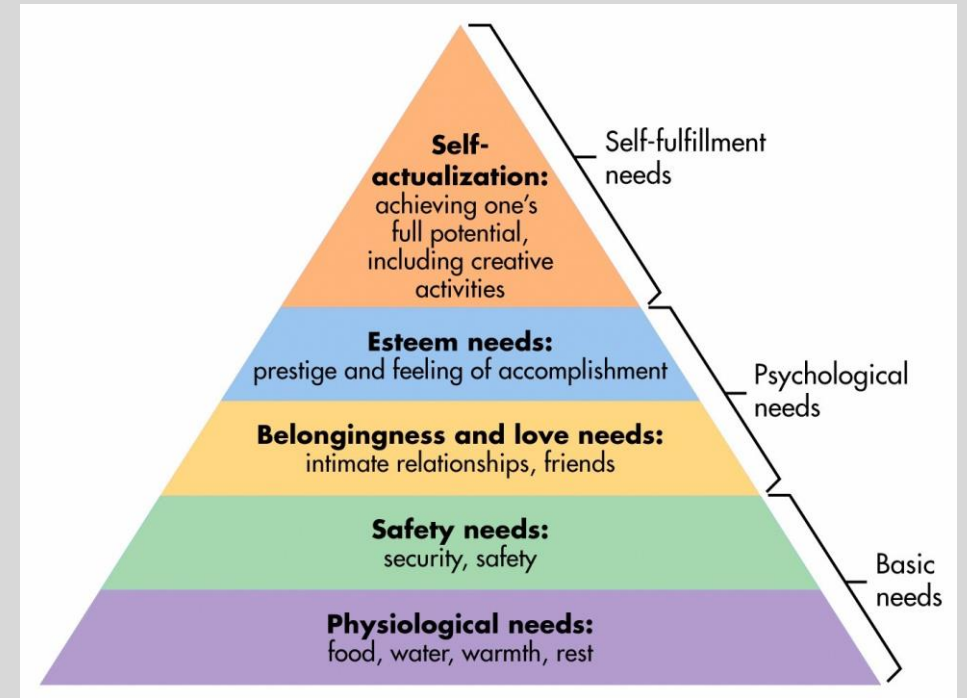 Self-
actualization:
achieving one’s
full potential,
including creative
activities
Self-fulfillment
needs
Esteem needs:
prestige and feeling of accomplishment
Psychological
needs
Belongingness and love needs:
intimate relationships, friends
Safety needs:
security, safety
Basic
needs
Physiological needs:
food, water, warmth, rest